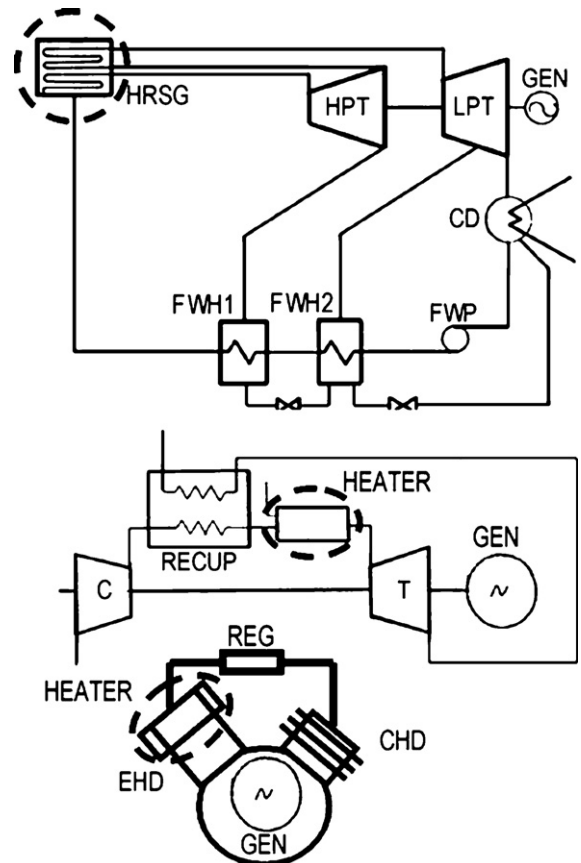 GEN
HRSG
HPT
LPT
CD
FWH1
FWH2
FWP
HEATER
RECUP
GEN
C
T
REG
HEATER
CHD
EHD
GEN